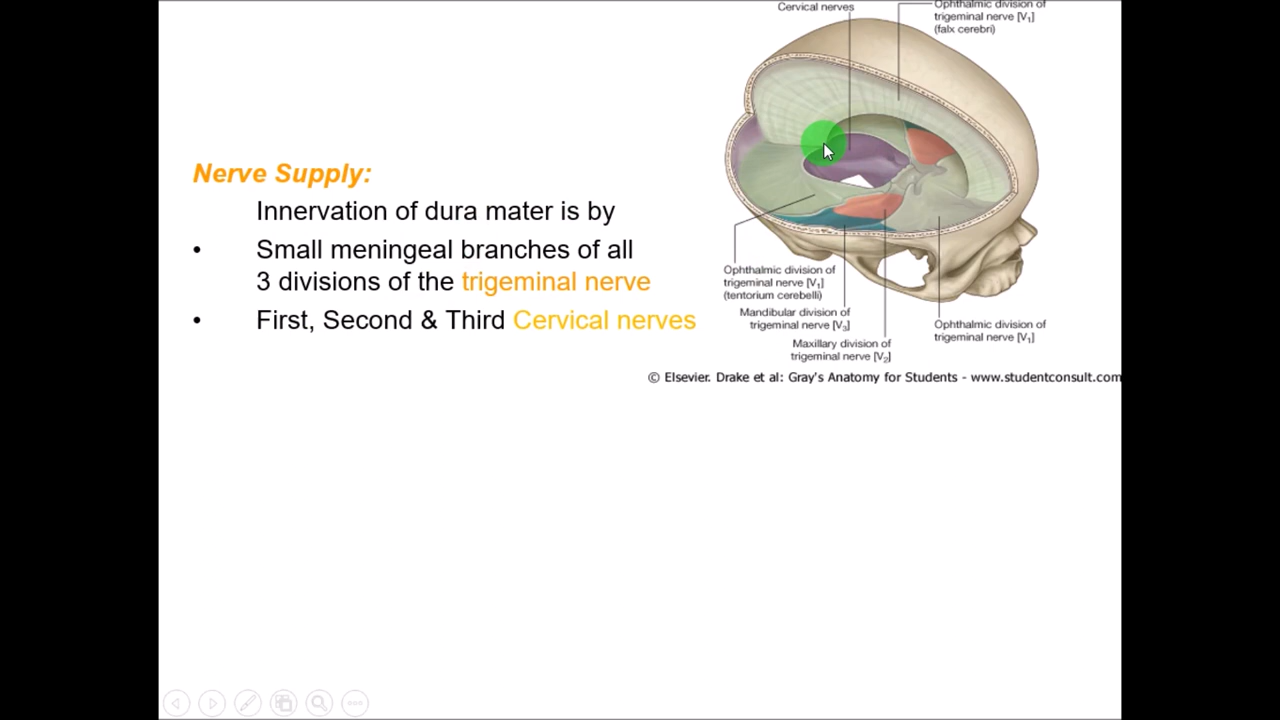 Nerve Supply:
Innervation of dura mater is by
• Small meningeal branches of all
3 divisions of the trigeminal nerve
• First, Second & Third Cervical nerves
Cervical nerves
Ophthalmic division of
trigeminal nerve [V₁]
(falx cerebri)
Ophthalmic division of
trigeminal nerve [V₁]
(tentorium cerebelli)
Mandibular division of
trigeminal nerve [V₃]
Maxillary division of
trigeminal nerve [V₂]
Ophthalmic division of
trigeminal nerve [V₁]
© Elsevier. Drake et al: Gray's Anatomy for Students - www.studentconsult.com